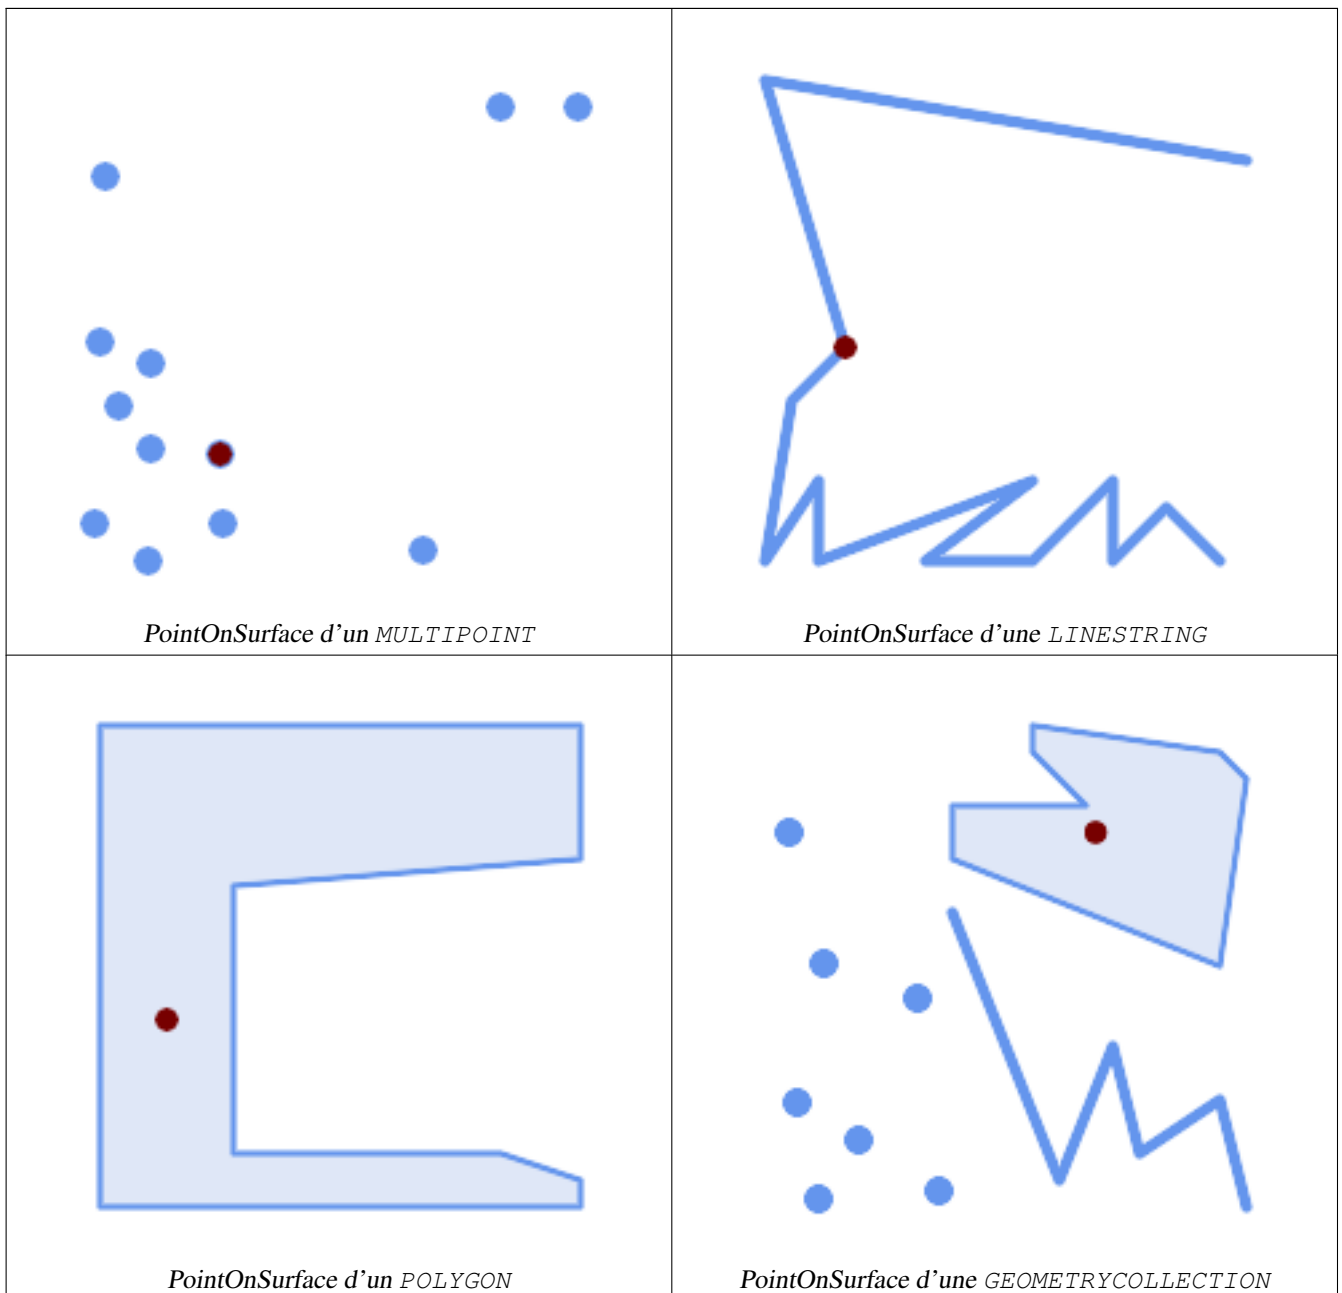 PointOnSurface d'un MULTIPOINT
PointOnSurface d'une LINESTRING
PointOnSurface d'un POLYGON
PointOnSurface d'une GEOMETRYCOLLECTION